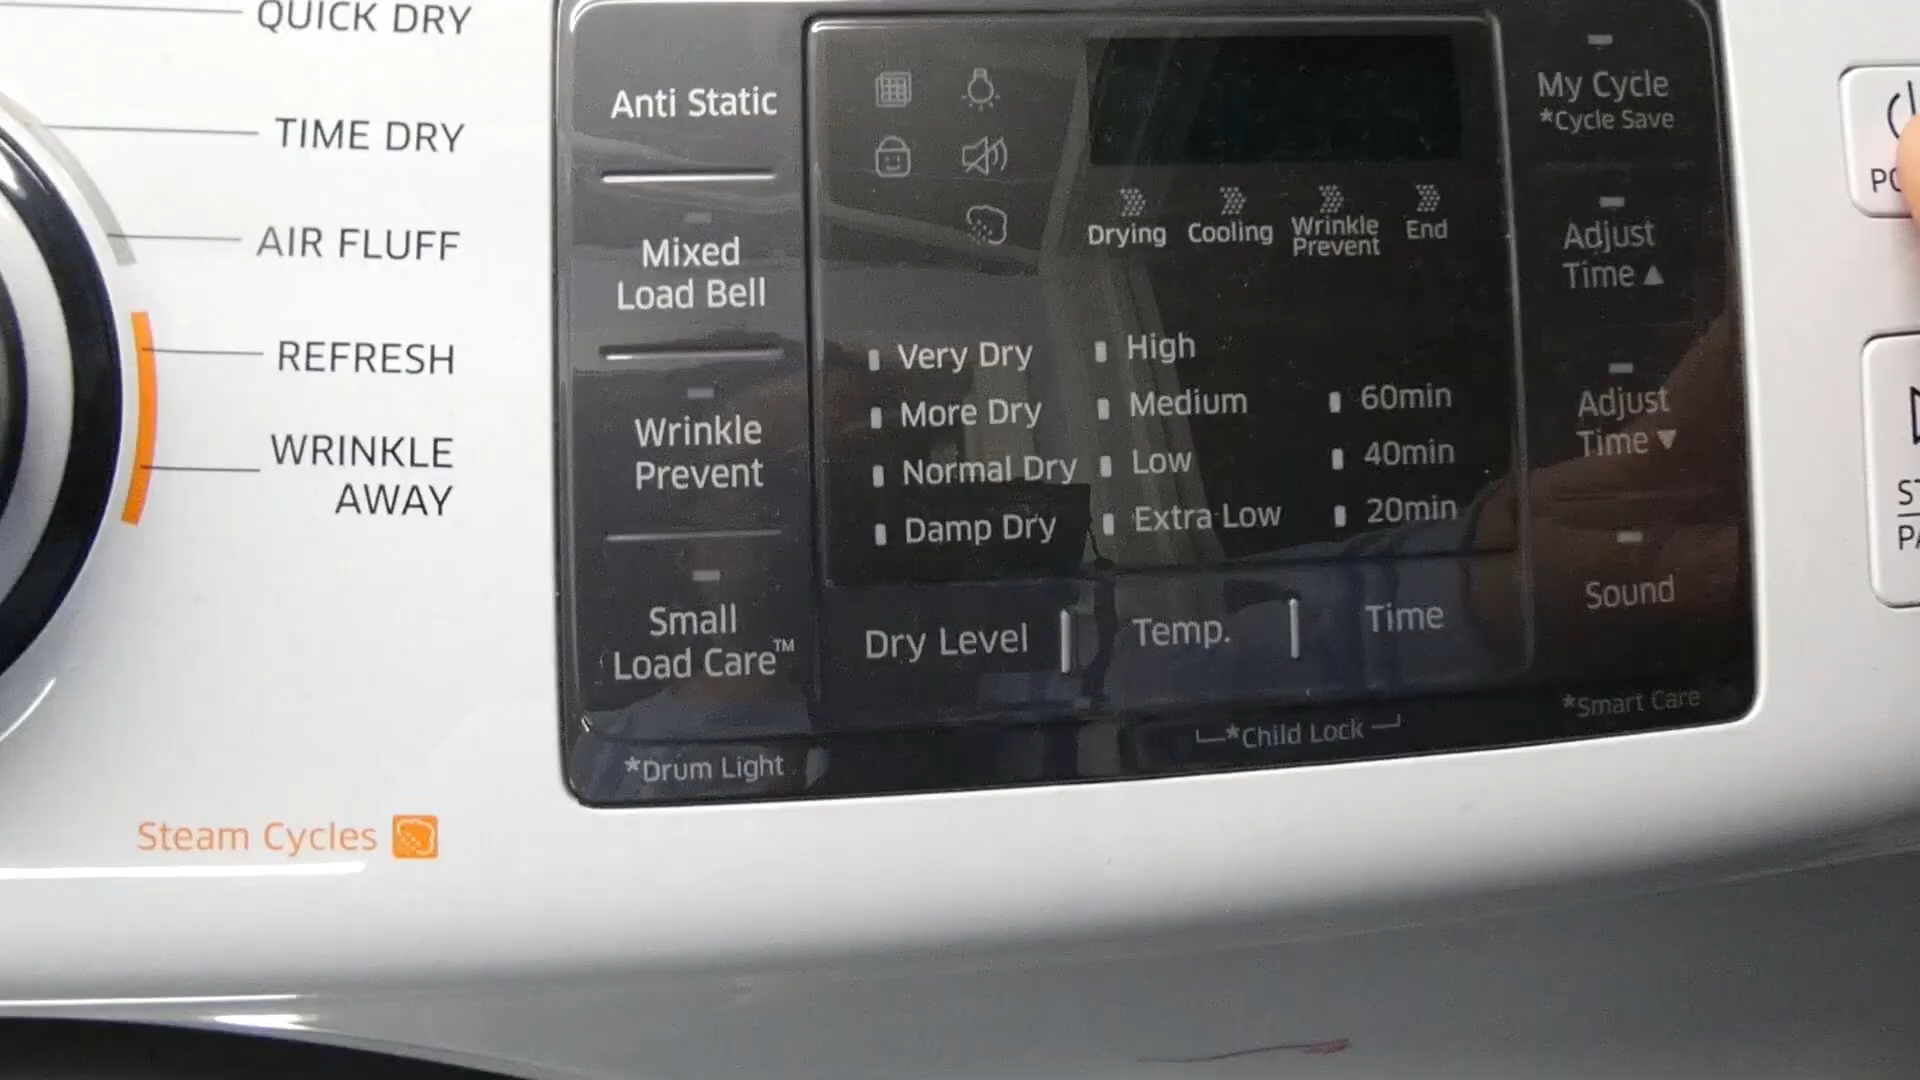 QUICK DRY
TIME DRY
AIR FLUFF
REFRESH
WRINKLE
AWAY
Steam Cycles
Anti Static
Mixed
Load Bell
Wrinkle
Prevent
Small
Load Care™
*Drum Light
Drying Cooling Wrinkle Prevent End
Very Dry
More Dry
Normal Dry
Damp Dry
High
Medium
Low
Extra Low
60min
40min
20min
Dry Level
Temp.
Time
*Child Lock
My Cycle
*Cycle Save
Adjust
Time ▲
Adjust
Time ▼
Sound
*Smart Care